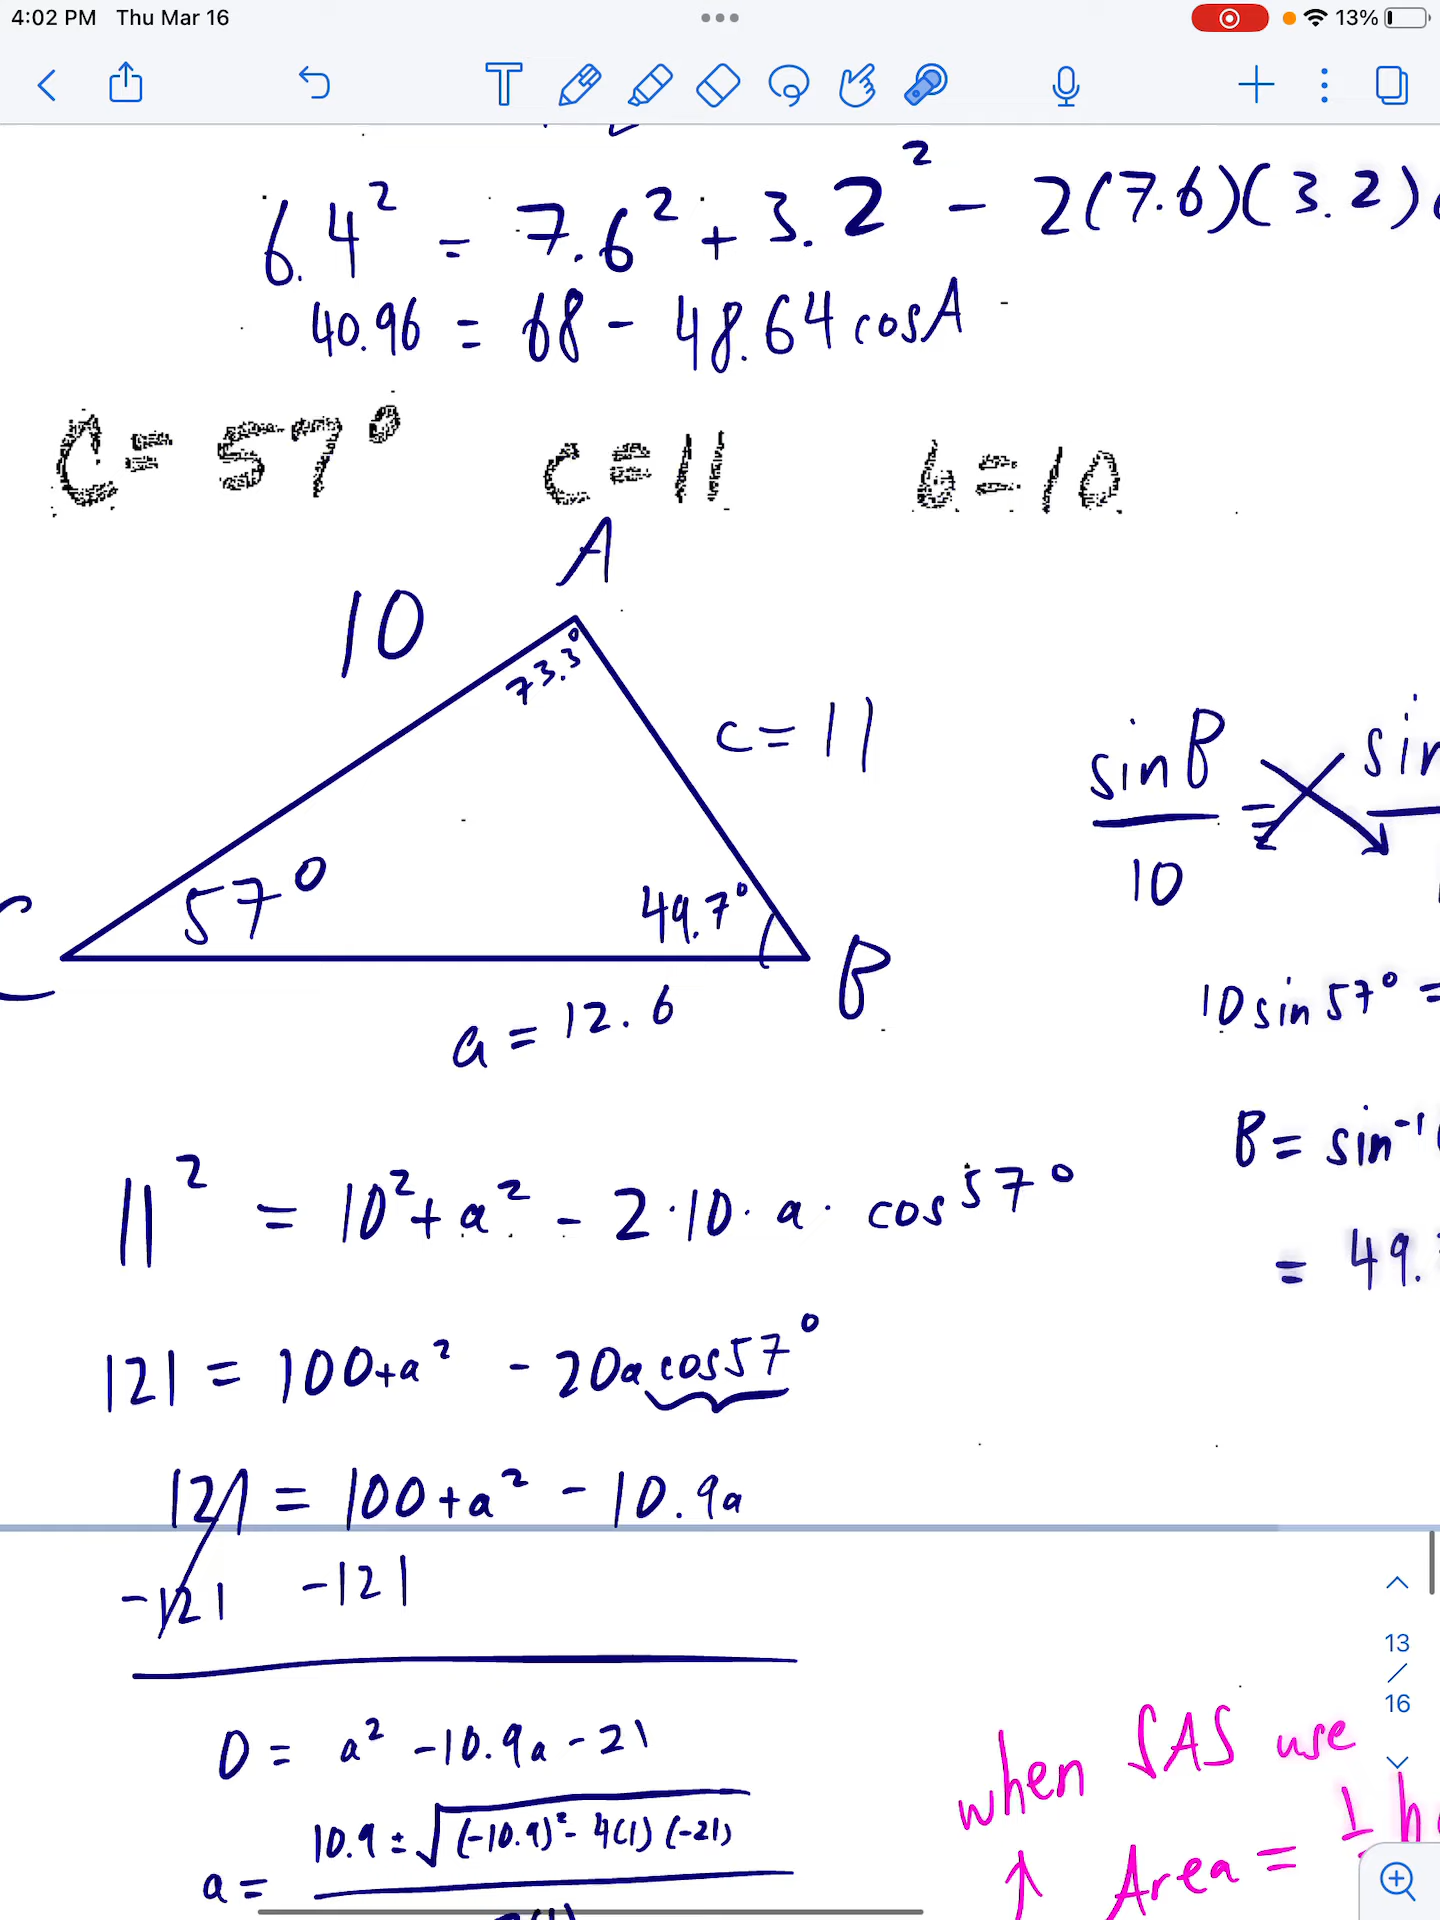 4:02 PM Thu Mar 16
13%
6.4² = 7.6² + 3.2² - 2(7.6)(3.2)
40.96 = 68 - 48.64 cosA
C = 57° c = 11 b = 10
A
10
73.3°
c = 11
57°
49.7°
C
B
a = 12.6
sin B = sin
10
10 sin 57° =
B = sin⁻¹
= 49.
11² = 10² + a² - 2·10·a·cos 57°
121 = 100 + a² - 20a cos57°
121 = 100 + a² - 10.9a
-121 -121
0 = a² - 10.9a - 21
a = 10.9 ± √(-10.9)² - 4(1)(-21)
when SAS use
↑ Area = 1 h
13
/
16